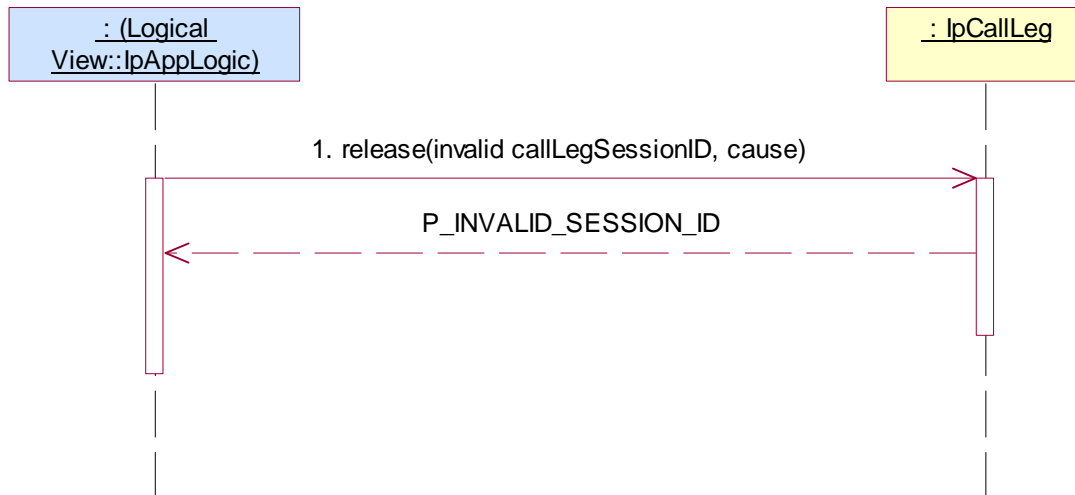 : (Logical
View::IpAppLogic)
: IpCallLeg
1. release(invalid callLegSessionID, cause)
P_INVALID_SESSION_ID